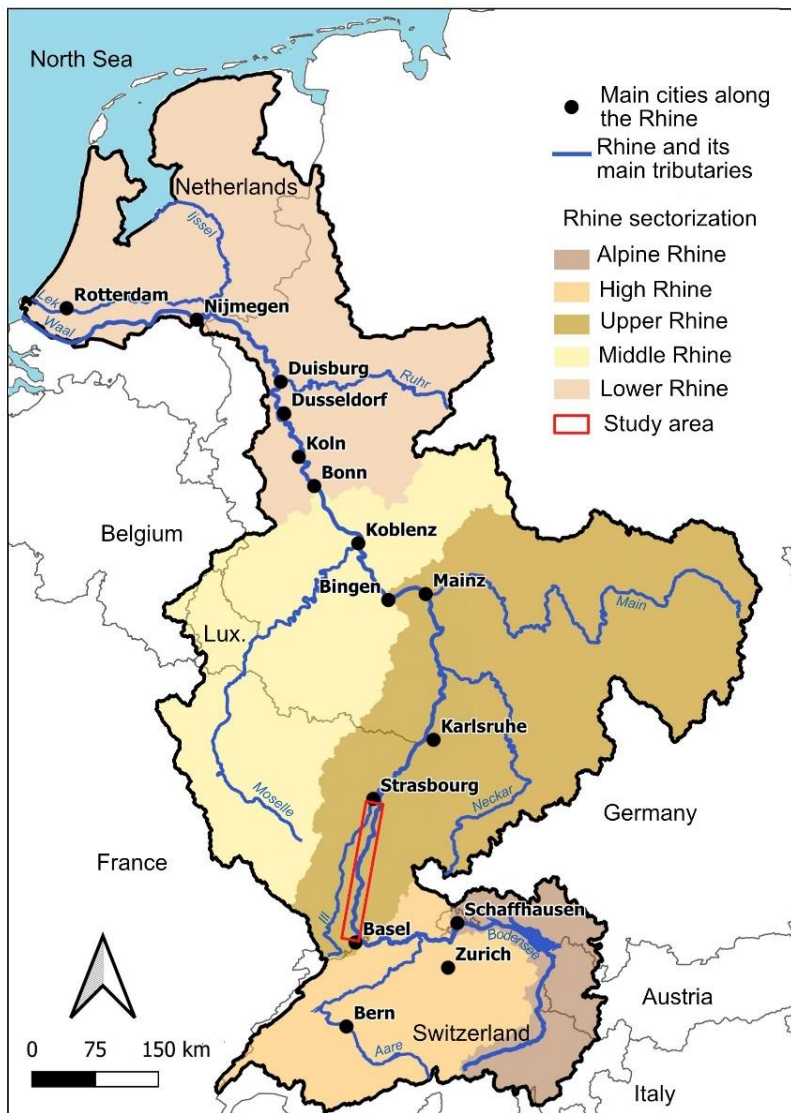 North Sea
Main cities along
the Rhine
Rhine and its
main tributaries
Rhine sectorization
Alpine Rhine
High Rhine
Upper Rhine
Middle Rhine
Lower Rhine
Study area
Netherlands
Ijssel
Rotterdam
Lek
Nijmegen
Waal
Duisburg
Ruhr
Dusseldorf
Koln
Bonn
Belgium
Koblenz
Bingen
Mainz
Main
Lux.
Karlsruhe
Moselle
Strasbourg
Neckar
Germany
France
Ill
Basel
Schaffhausen
Bodensee
Zurich
Austria
Bern
Switzerland
Aare
0 75 150 km
Italy